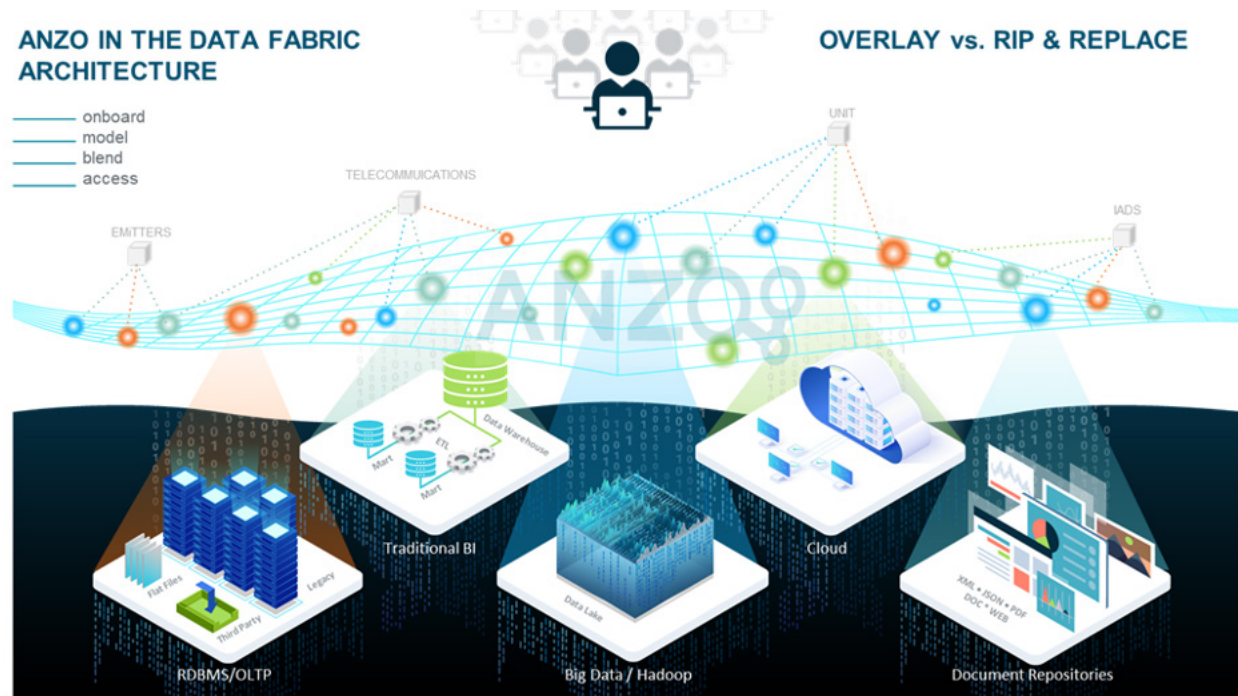 ANZO IN THE DATA FABRIC
ARCHITECTURE
OVERLAY vs. RIP & REPLACE
onboard
model
blend
access
UNIT
TELECOMMUICATIONS
IADS
EMITTERS
ANZO
Data Warehouse
ETL
Mart
Mart
Traditional BI
Cloud
Flat Files
Legacy
Third Party
Data Lake
XML • JSON • PDF
DOC • WEB
RDBMS/OLTP
Big Data / Hadoop
Document Repositories